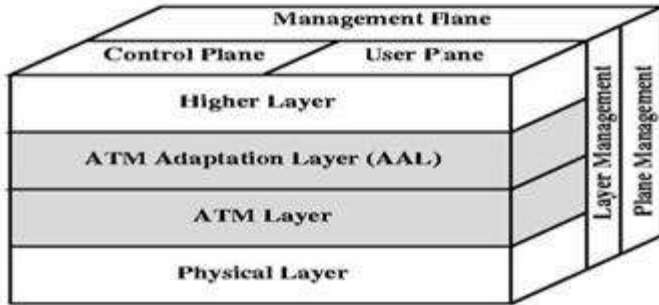 Management Plane
Control Plane
User Plane
Higher Layer
ATM Adaptation Layer (AAL)
ATM Layer
Physical Layer
Layer Management
Plane Management